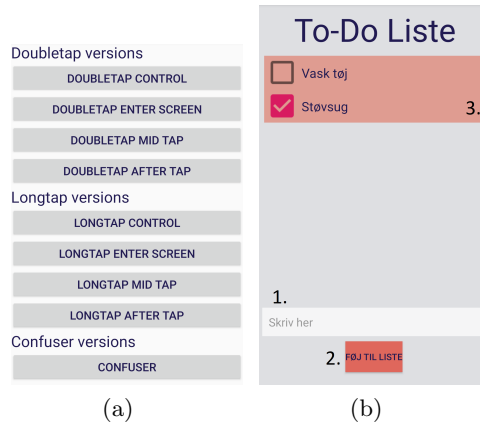 Doubletap versions
DOUBLETAP CONTROL
DOUBLETAP ENTER SCREEN
DOUBLETAP MID TAP
DOUBLETAP AFTER TAP
Longtap versions
LONGTAP CONTROL
LONGTAP ENTER SCREEN
LONGTAP MID TAP
LONGTAP AFTER TAP
Confuser versions
CONFUSER
(a)
To-Do Liste
Vask tøj
Støvsug
3.
1.
Skriv her
2. FØJ TIL LISTE
(b)